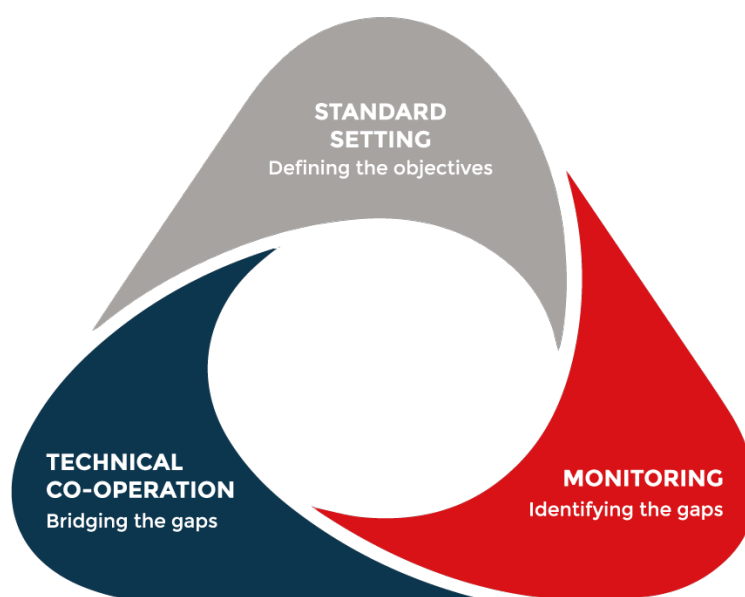 STANDARD
SETTING
Defining the objectives
TECHNICAL
CO-OPERATION
Bridging the gaps
MONITORING
Identifying the gaps